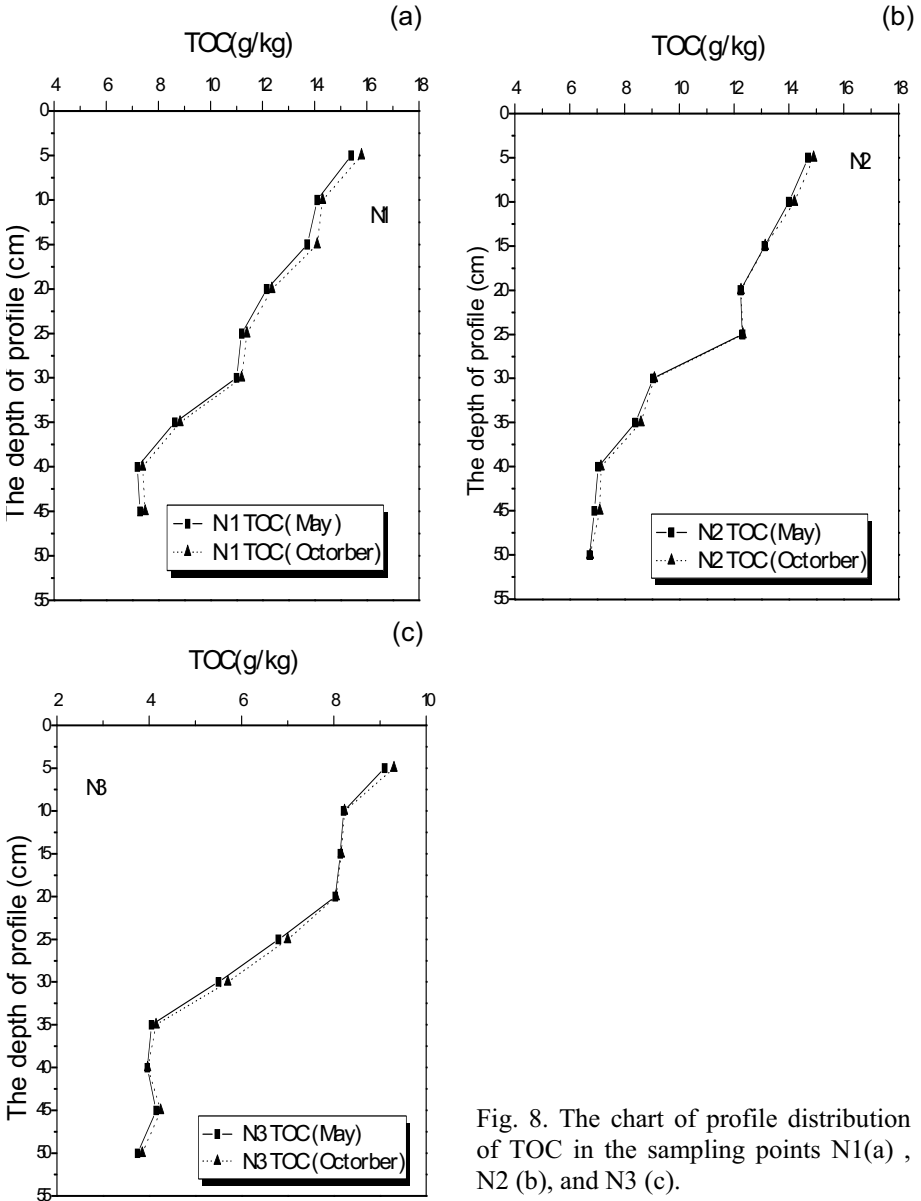 (a)
TOC(g/kg)
4 6 8 10 12 14 16 18
0
5
10
15
20
25
30
35
40
45
50
55
The depth of profile (cm)
N1
N1 TOC(May)
N1 TOC(Octorber)
(b)
TOC(g/kg)
4 6 8 10 12 14 16 18
0
5
10
15
20
25
30
35
40
45
50
55
The depth of profile (cm)
N2
N2 TOC(May)
N2 TOC(Octorber)
(c)
TOC(g/kg)
2 4 6 8 10
0
5
10
15
20
25
30
35
40
45
50
55
The depth of profile (cm)
N3
N3 TOC(May)
N3 TOC(Octorber)
Fig. 8. The chart of profile distribution
of TOC in the sampling points N1(a) ,
N2 (b), and N3 (c).